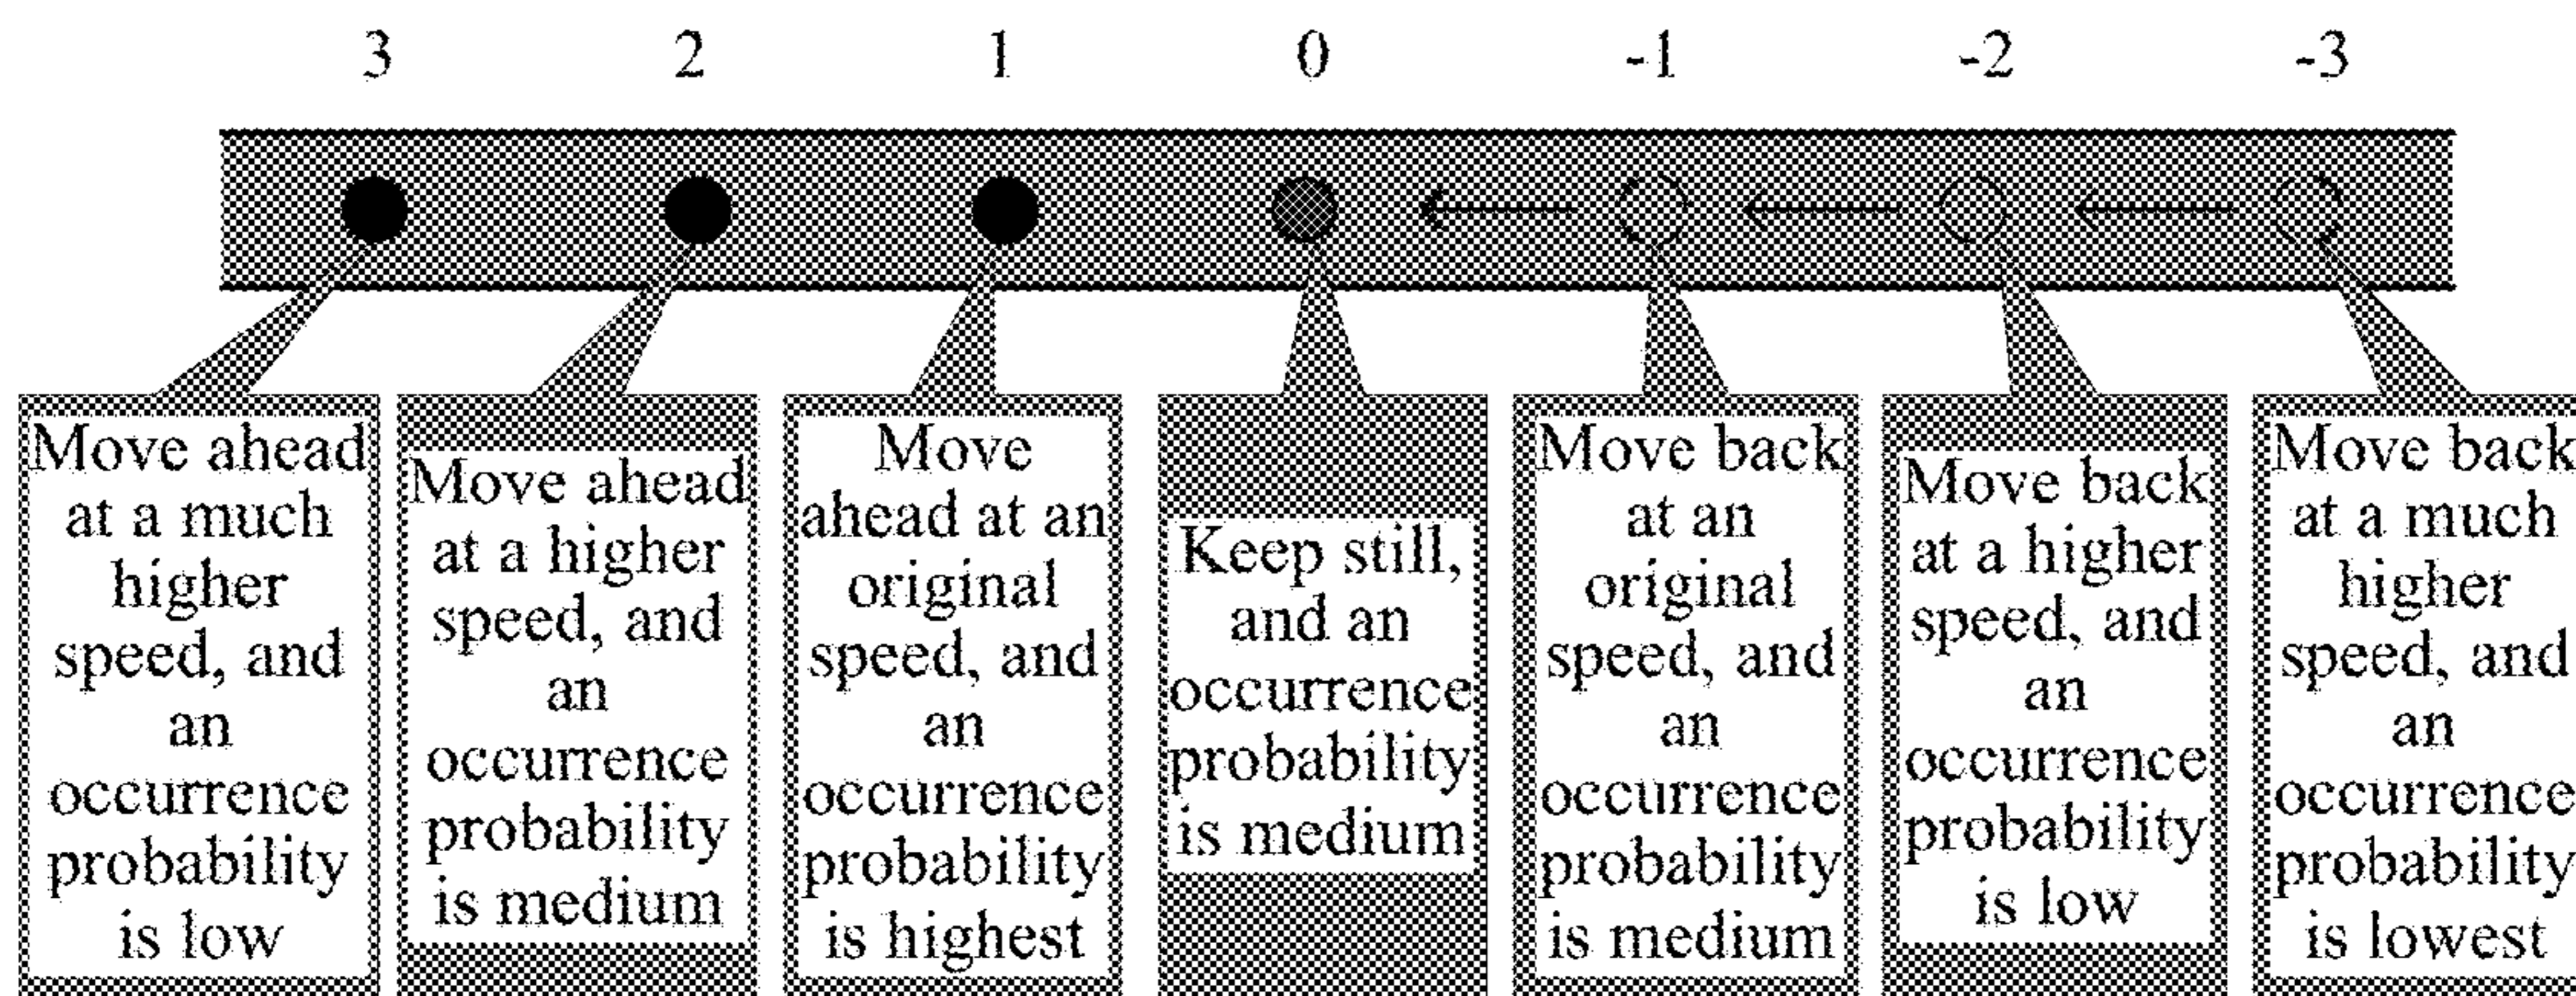 3 2 1 0 -1 -2 -3
Move ahead
at a much
higher
speed, and
an
occurrence
probability
is low
Move ahead
at a higher
speed, and
an
occurrence
probability
is medium
Move
ahead at an
original
speed, and
an
occurrence
probability
is highest
Keep still,
and an
occurrence
probability
is medium
Move back
at an
original
speed, and
an
occurrence
probability
is medium
Move back
at a higher
speed, and
an
occurrence
probability
is low
Move back
at a much
higher
speed, and
an
occurrence
probability
is lowest